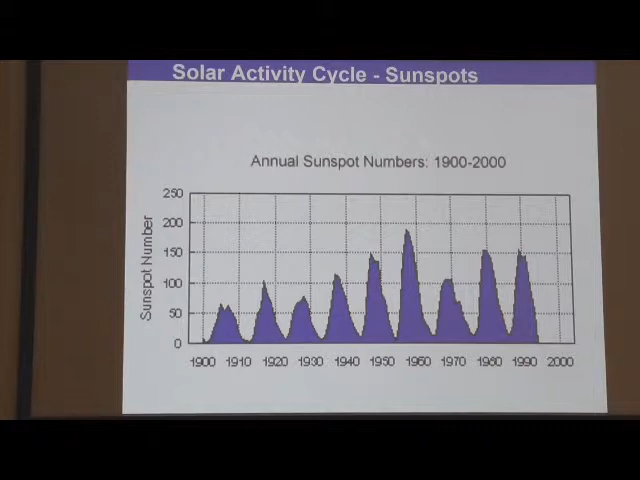 Solar Activity Cycle - Sunspots
Annual Sunspot Numbers: 1900-2000
Sunspot Number
250
200
150
100
50
0
1900 1910 1920 1930 1940 1950 1960 1970 1980 1990 2000